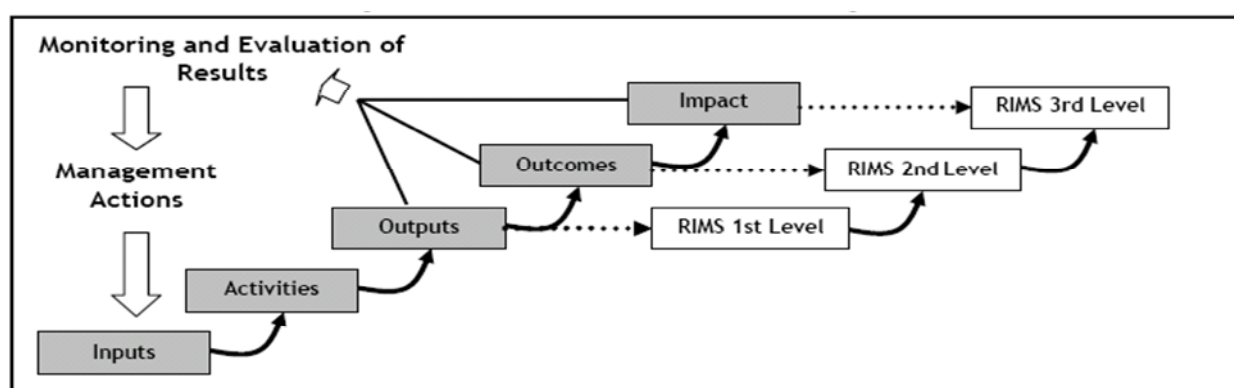 Monitoring and Evaluation of
Results
Impact
RIMS 3rd Level
Outcomes
RIMS 2nd Level
Management
Actions
Outputs
RIMS 1st Level
Activities
Inputs